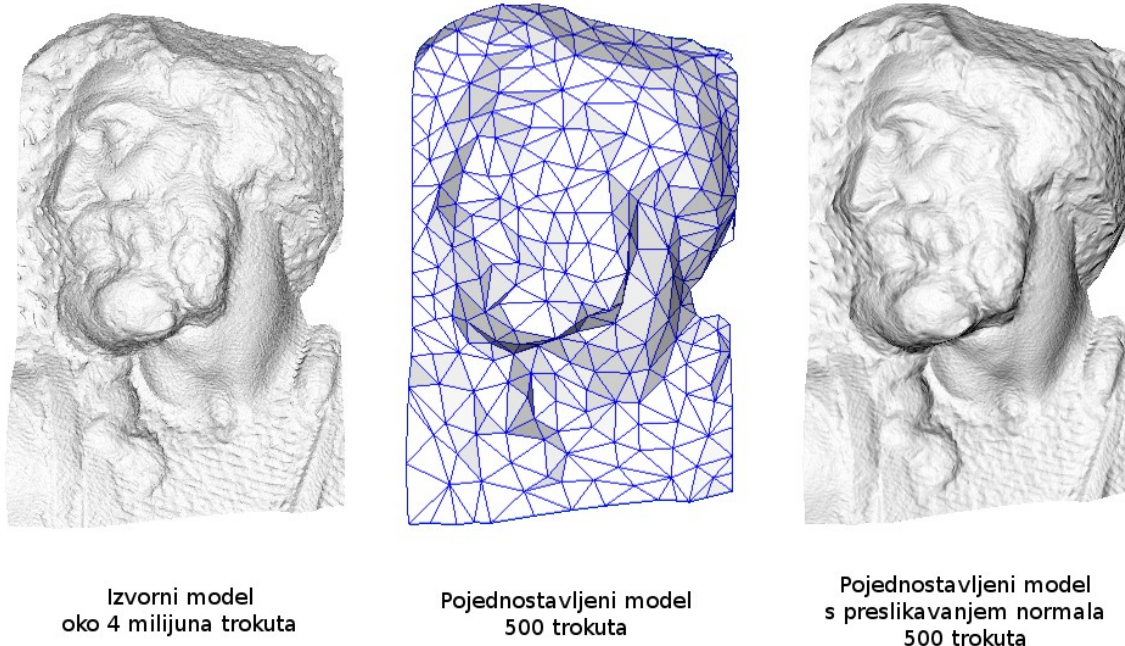 Izvorni model
oko 4 milijuna trokuta
Pojednostavljeni model
500 trokuta
Pojednostavljeni model
s preslikavanjem normala
500 trokuta